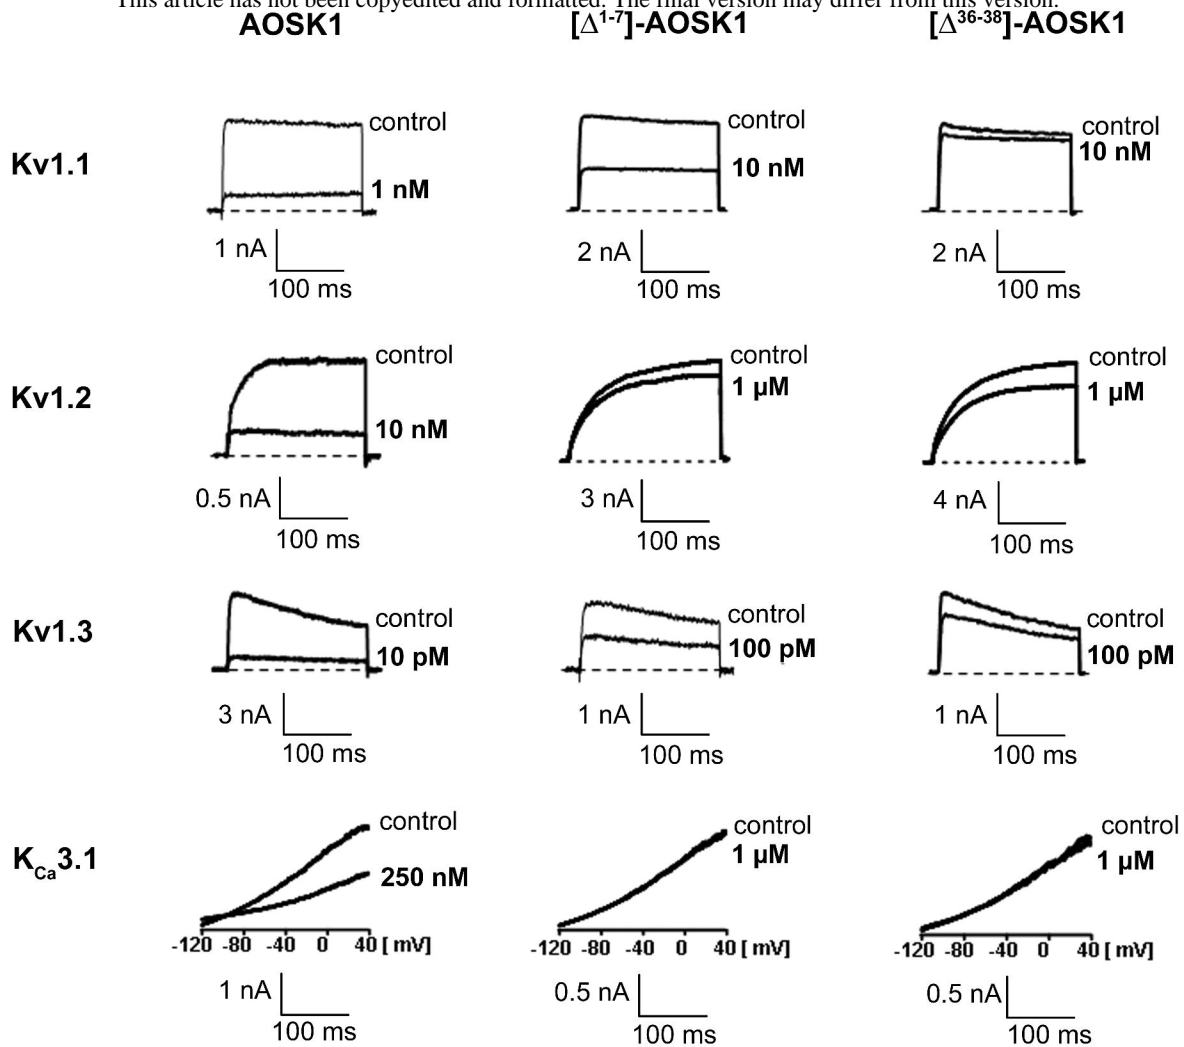 This article has not been copyedited and formatted. The final version may differ from this version.
AOSK1 [Δ1-7]-AOSK1 [Δ36-38]-AOSK1
Kv1.1
control
1 nM
1 nA
100 ms
control
10 nM
2 nA
100 ms
control
10 nM
2 nA
100 ms
Kv1.2
control
10 nM
0.5 nA
100 ms
control
1 µM
3 nA
100 ms
control
1 µM
4 nA
100 ms
Kv1.3
control
10 pM
3 nA
100 ms
control
100 pM
1 nA
100 ms
control
100 pM
1 nA
100 ms
KCa3.1
control
250 nM
-120 -80 -40 0 40 [ mV]
1 nA
100 ms
control
1 µM
-120 -80 -40 0 40 [ mV]
0.5 nA
100 ms
control
1 µM
-120 -80 -40 0 40 [ mV]
0.5 nA
100 ms